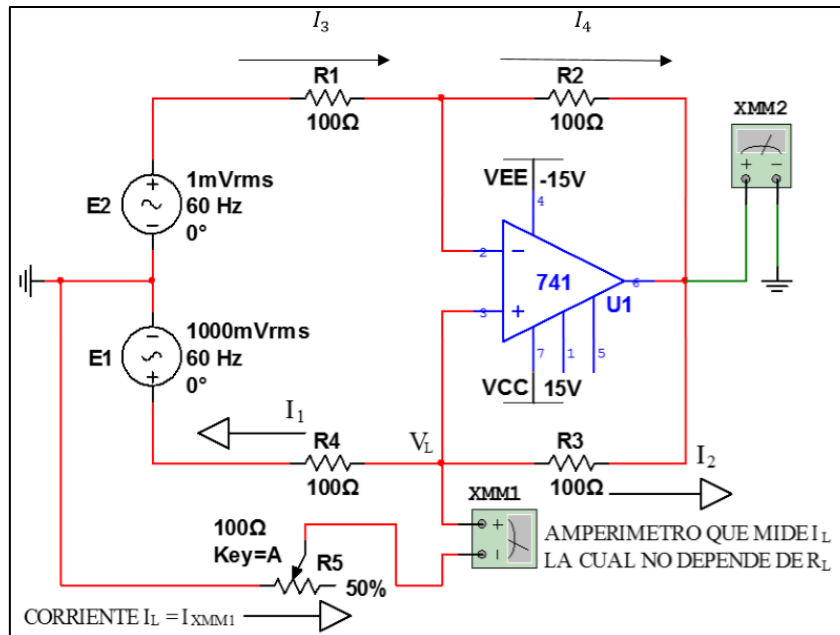 I3
I4
R1
100Ω
R2
100Ω
XMM2
+ −
VEE -15V
4
+
1mVrms
60 Hz
0°
E2
−
2 −
741
6
U1
3 +
−
1000mVrms
60 Hz
0°
E1
+
7 1 5
VCC 15V
I1
R4
100Ω
VL
R3
100Ω
I2
XMM1
+
−
AMPERIMETRO QUE MIDE IL
LA CUAL NO DEPENDE DE RL
100Ω
Key=A
R5
50%
CORRIENTE IL = IXMM1